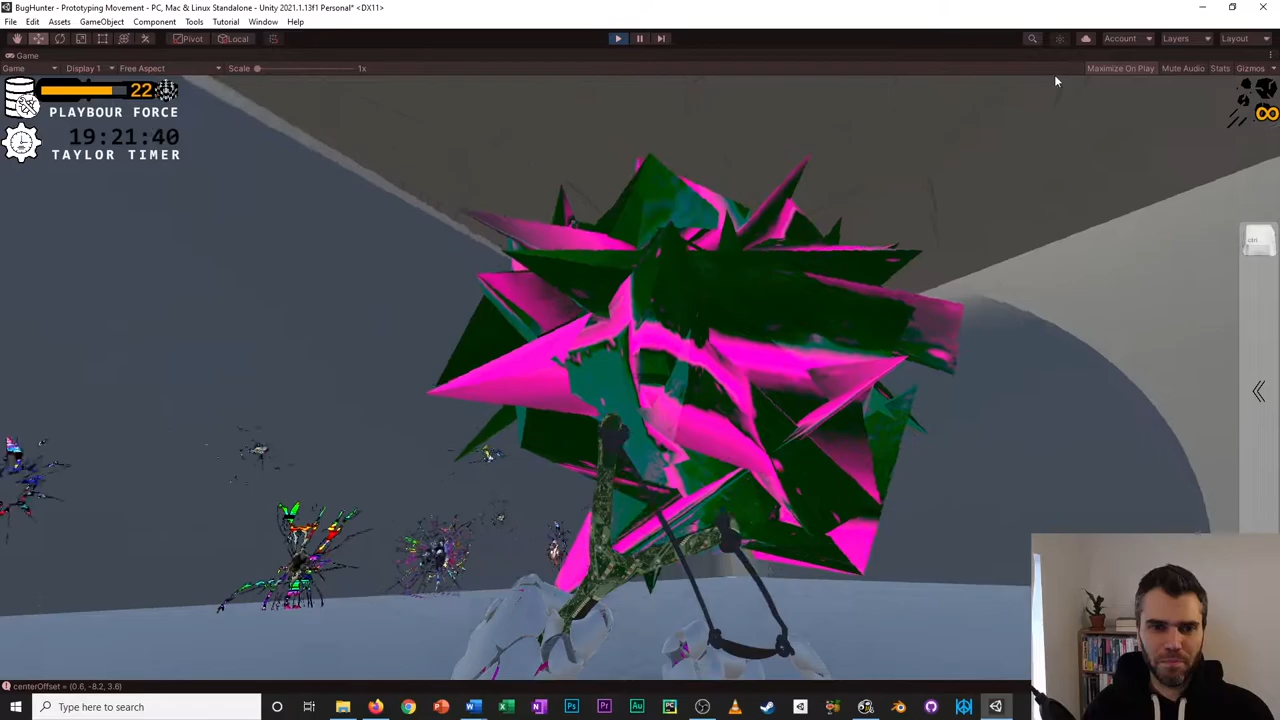 BugHunter - Prototyping Movement - PC, Mac & Linux Standalone - Unity 2021.1.13f1 Personal* <DX11>
File Edit Assets GameObject Component Tools Tutorial Window Help
Pivot Local Account Layers Layout
Game
Game Display 1 Free Aspect Scale 1x Maximize On Play Mute Audio Stats Gizmos
22
PLAYBOUR FORCE
19:21:40
TAYLOR TIMER
ctrl
centerOffset = (0.6, -8.2, 3.6)
Type here to search